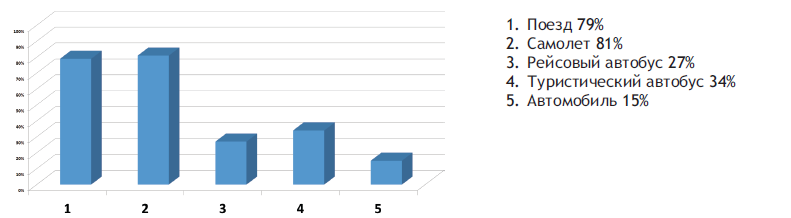 100%
90%
80%
70%
60%
50%
40%
30%
20%
10%
0%
1 2 3 4 5
1. Поезд 79%
2. Самолет 81%
3. Рейсовый автобус 27%
4. Туристический автобус 34%
5. Автомобиль 15%